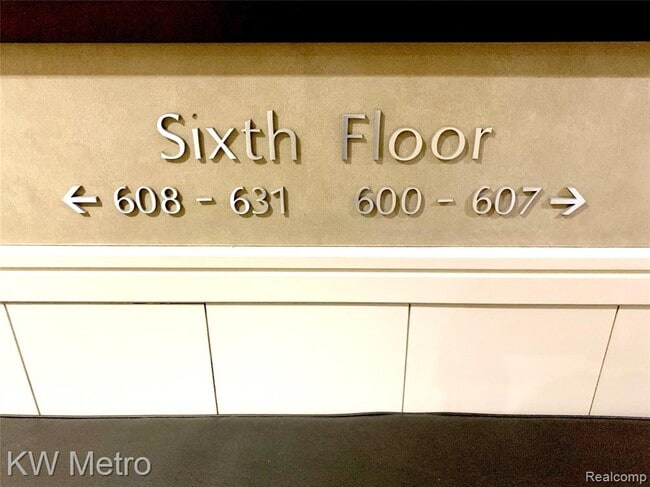 Sixth Floor
← 608 - 631 600 - 607 →
KW Metro
Realcomp